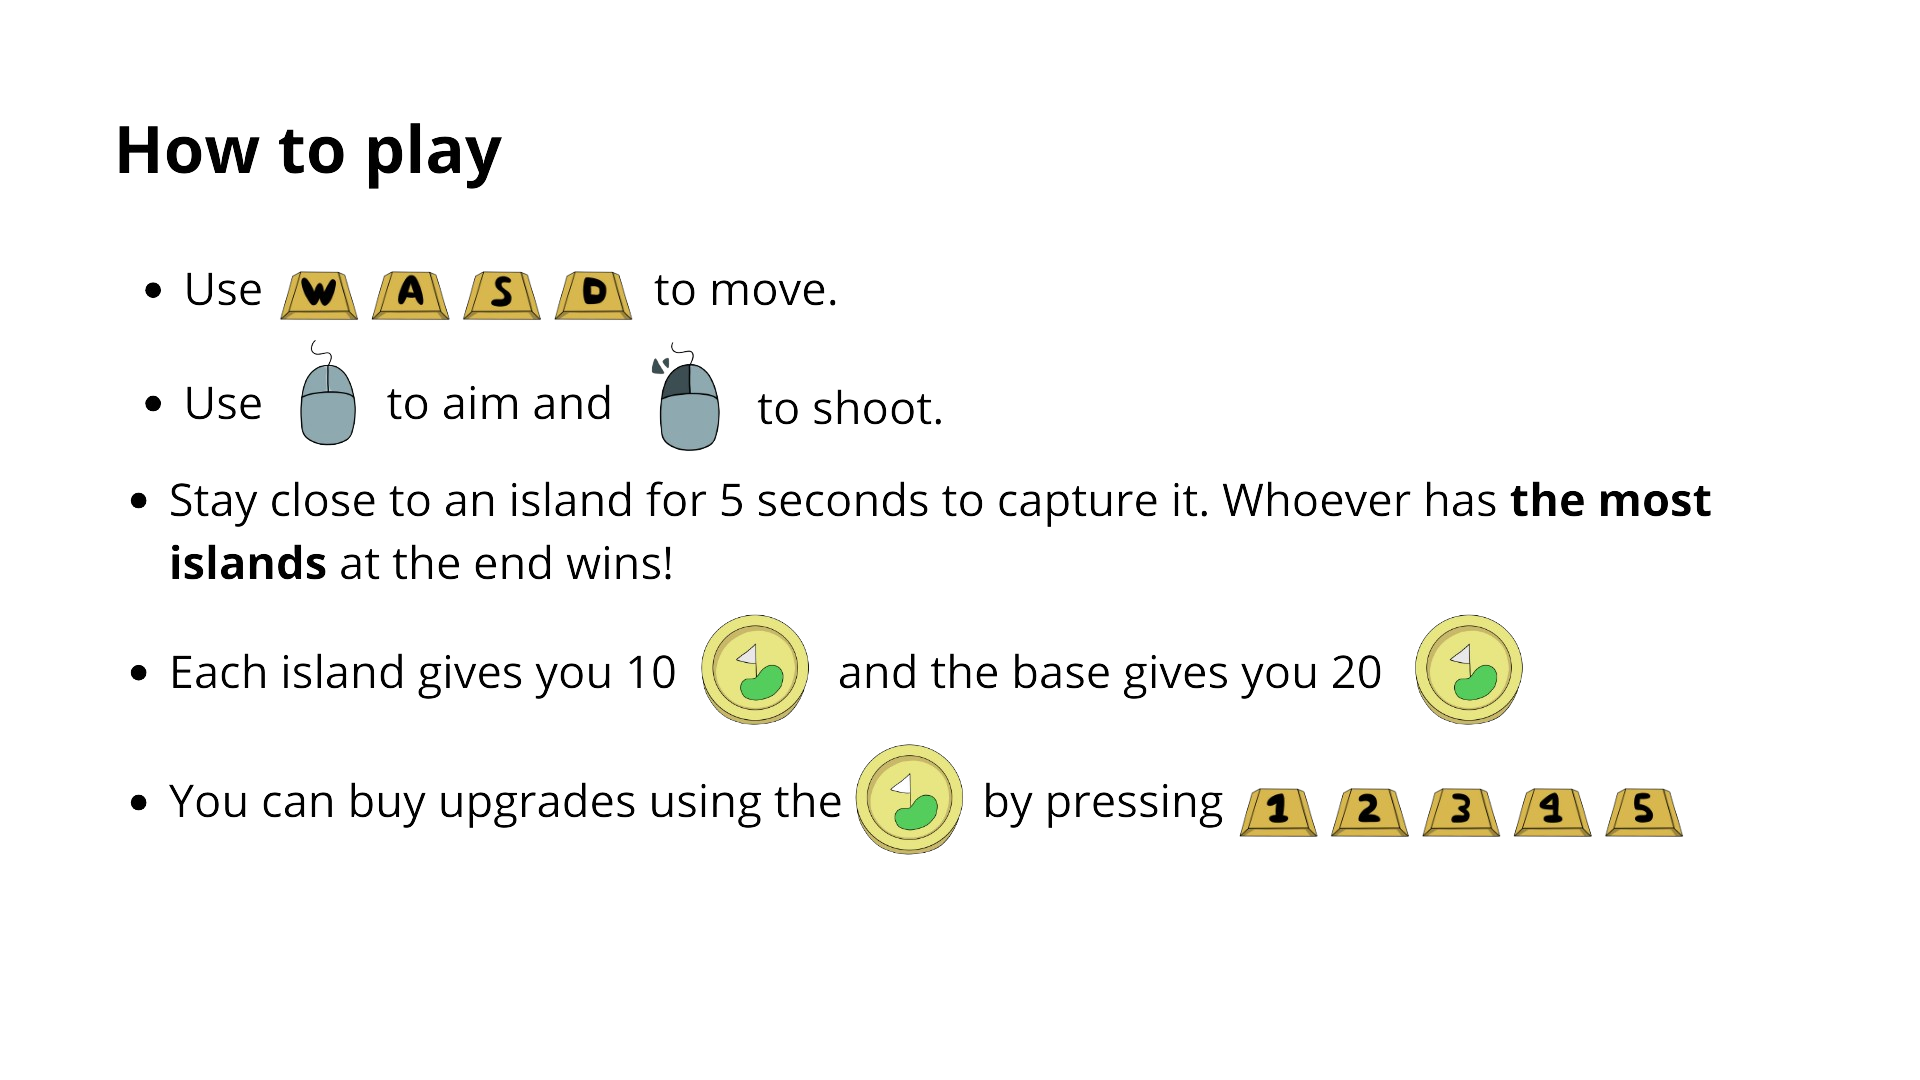 How to play
Use W A S D to move.
Use to aim and to shoot.
Stay close to an island for 5 seconds to capture it. Whoever has the most
islands at the end wins!
Each island gives you 10 and the base gives you 20
You can buy upgrades using the by pressing 1 2 3 4 5